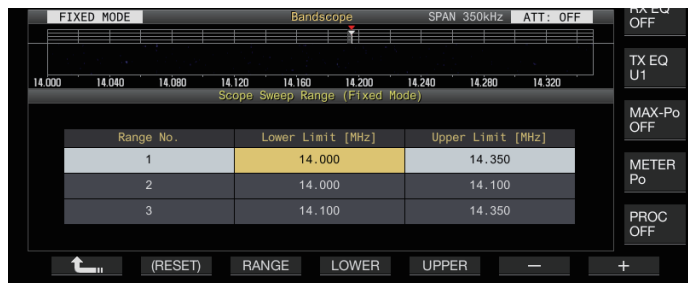 FIXED MODE Bandscope SPAN 350kHz ATT: OFF
14.000 14.040 14.080 14.120 14.160 14.200 14.240 14.280 14.320
Scope Sweep Range (Fixed Mode)
Range No. Lower Limit [MHz] Upper Limit [MHz]
1 14.000 14.350
2 14.000 14.100
3 14.100 14.350
(RESET) RANGE LOWER UPPER — +
RX EQ
OFF
TX EQ
U1
MAX-Po
OFF
METER
Po
PROC
OFF